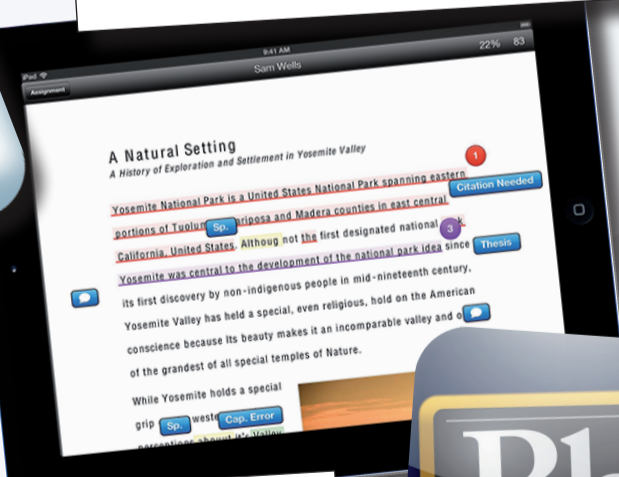 iPad 9:41 AM
Assignment Sam Wells 22% 83
A Natural Setting
A History of Exploration and Settlement in Yosemite Valley
1
Yosemite National Park is a United States National Park spanning eastern
Citation Needed
portions of Tuolum Sp. ariposa and Madera counties in east central
California, United States. Althoug not the first designated national
3
Yosemite was central to the development of the national park idea since Thesis
its first discovery by non-indigenous people in mid-nineteenth century,
Yosemite Valley has held a special, even religious, hold on the American
conscience because Its beauty makes it an incomparable valley and o
of the grandest of all special temples of Nature.
While Yosemite holds a special
grip Sp. weste Cap. Error
perceptions abouut it's Valley
Ph